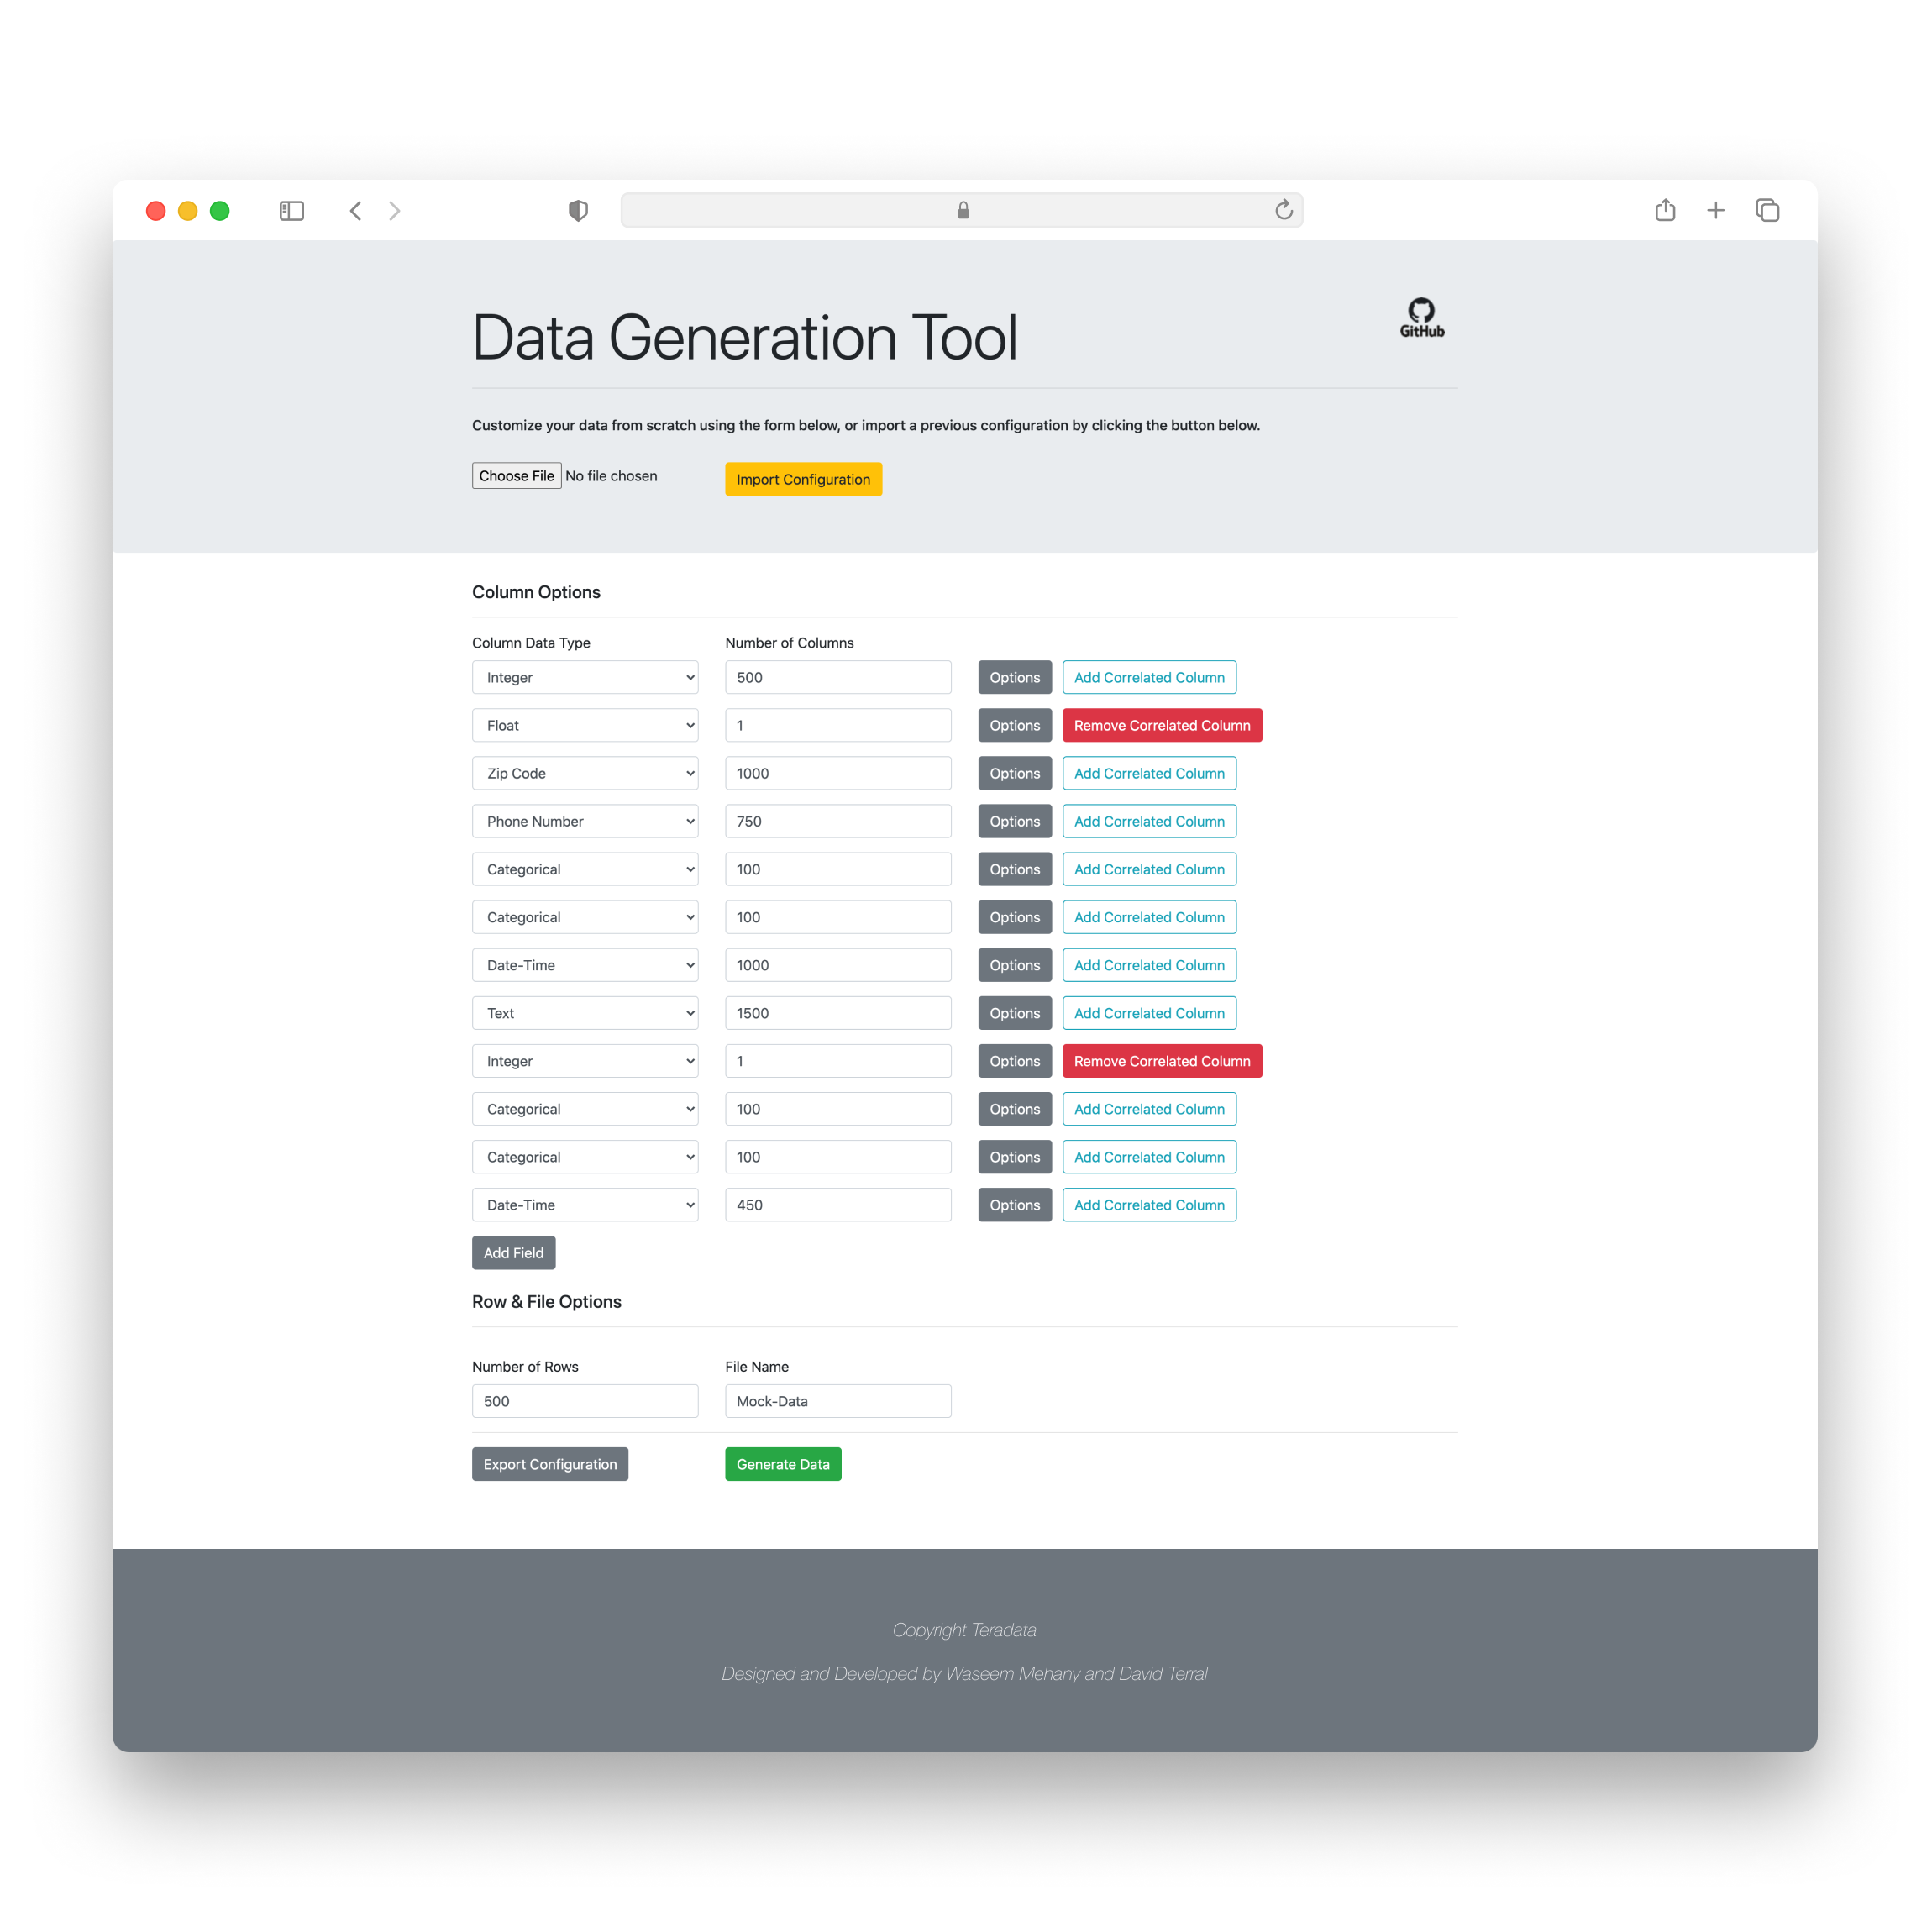 Data Generation Tool
GitHub
Customize your data from scratch using the form below, or import a previous configuration by clicking the button below.
Choose File No file chosen Import Configuration
Column Options
Column Data Type Number of Columns
Integer 500 Options Add Correlated Column
Float 1 Options Remove Correlated Column
Zip Code 1000 Options Add Correlated Column
Phone Number 750 Options Add Correlated Column
Categorical 100 Options Add Correlated Column
Categorical 100 Options Add Correlated Column
Date-Time 1000 Options Add Correlated Column
Text 1500 Options Add Correlated Column
Integer 1 Options Remove Correlated Column
Categorical 100 Options Add Correlated Column
Categorical 100 Options Add Correlated Column
Date-Time 450 Options Add Correlated Column
Add Field
Row & File Options
Number of Rows File Name
500 Mock-Data
Export Configuration Generate Data
Copyright Teradata
Designed and Developed by Waseem Mehany and David Terral